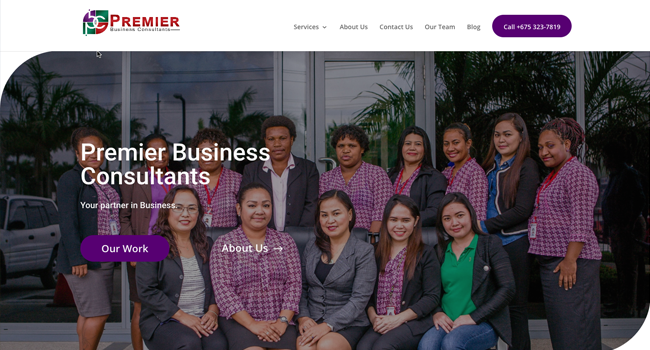 PREMIER
Business Consultants
Services
About Us
Contact Us
Our Team
Blog
Call +675 323-7819
Premier Business
Consultants
Your partner in Business.
Our Work
About Us →